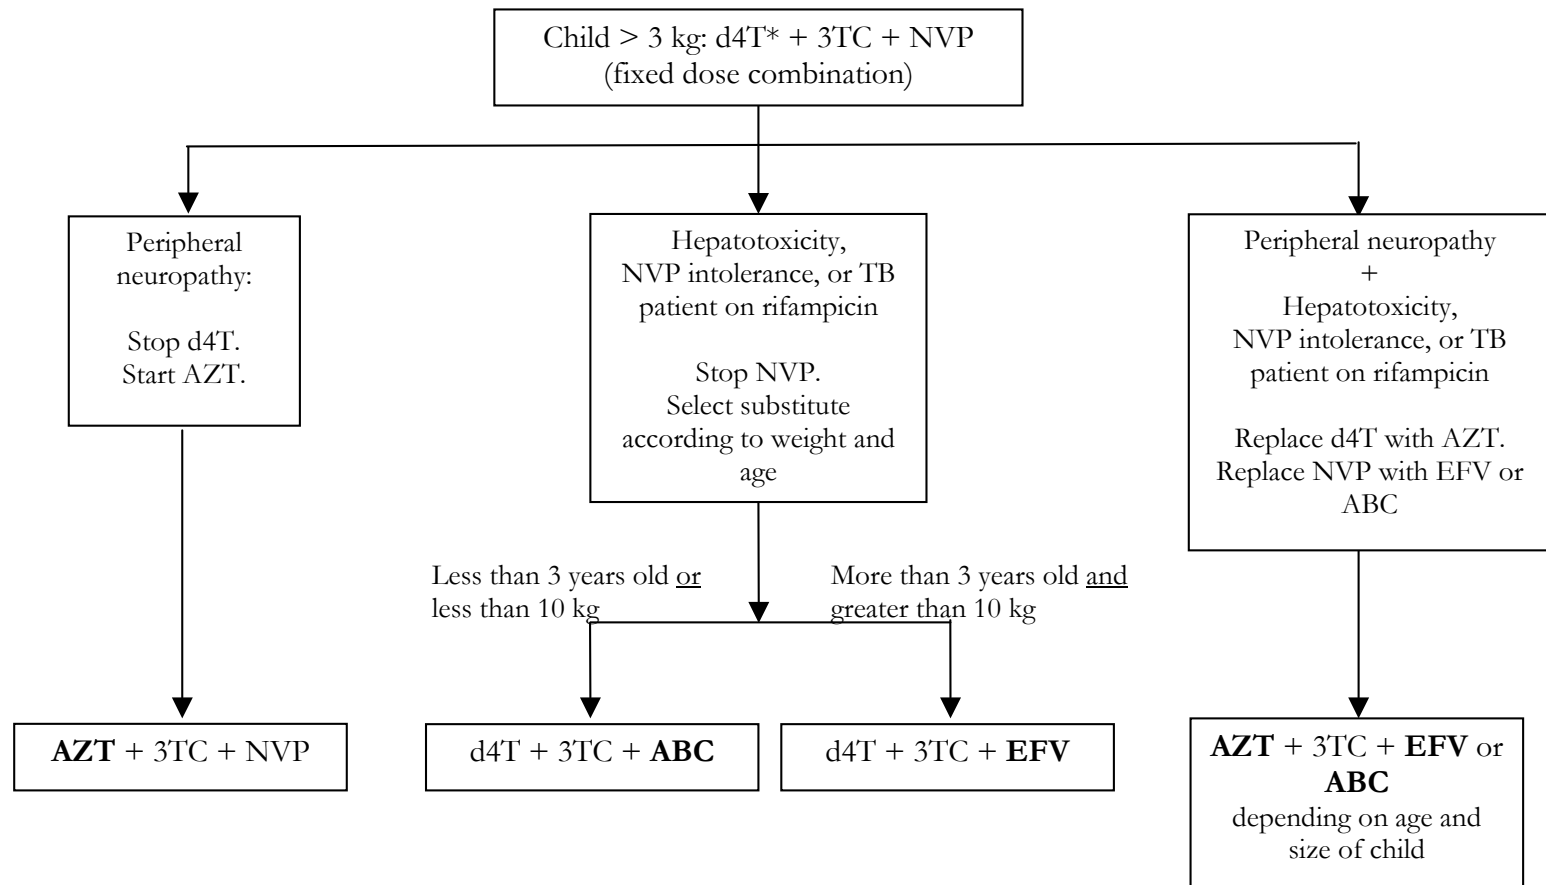 Child > 3 kg: d4T* + 3TC + NVP
(fixed dose combination)
Peripheral
neuropathy:
Stop d4T.
Start AZT.
Hepatotoxicity,
NVP intolerance, or TB
patient on rifampicin
Stop NVP.
Select substitute
according to weight and
age
Peripheral neuropathy
+
Hepatotoxicity,
NVP intolerance, or TB
patient on rifampicin
Replace d4T with AZT.
Replace NVP with EFV or
ABC
Less than 3 years old or
less than 10 kg
More than 3 years old and
greater than 10 kg
AZT + 3TC + NVP
d4T + 3TC + ABC
d4T + 3TC + EFV
AZT + 3TC + EFV or
ABC
depending on age and
size of child